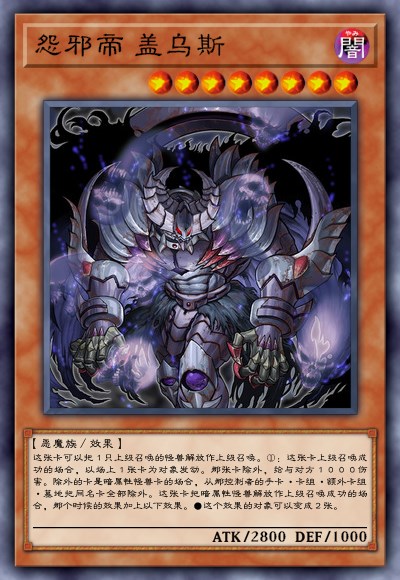 怨邪帝 盖乌斯
やみ
闇
【恶魔族／效果】
这张卡可以把1只上级召唤的怪兽解放作上级召唤。①：这张卡上级召唤成
功的场合，以场上1张卡为对象发动。那张卡除外，给与对方1000伤
害。除外的卡是暗属性怪兽卡的场合，从那控制者的手卡·卡组·额外卡组
·墓地把同名卡全部除外。这张卡把暗属性怪兽解放作上级召唤成功的场
合，那个时候的效果加上以下效果。●这个效果的对象可以变成2张。
ATK/2800 DEF/1000